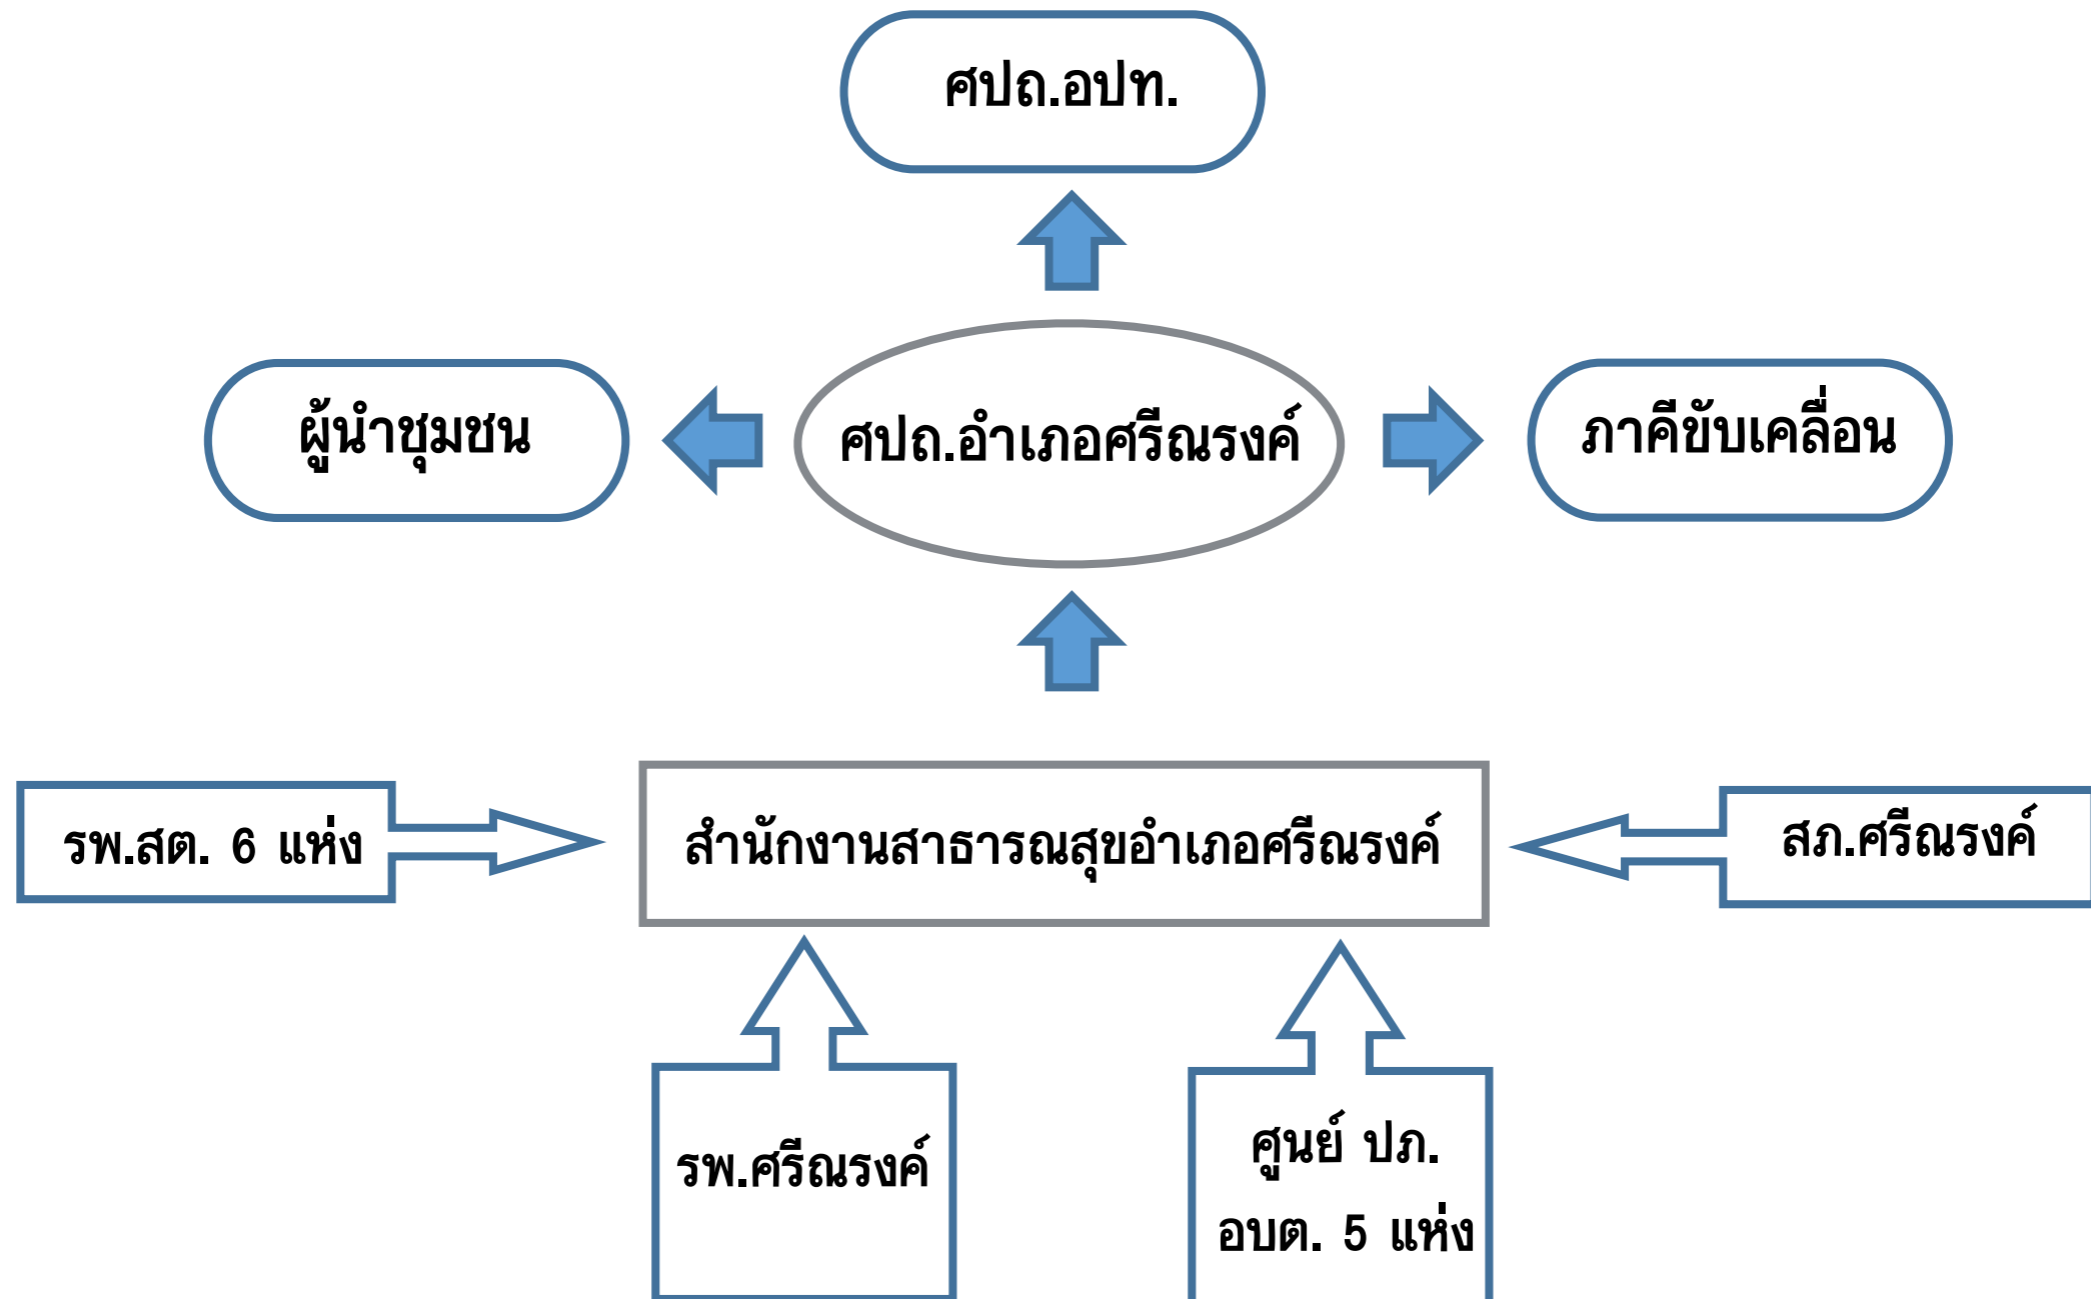 ศปถ.อปท.
ผู้นำชุมชน
ศปถ.อำเภอศรีณรงค์
ภาคีขับเคลื่อน
รพ.สต. 6 แห่ง
สำนักงานสาธารณสุขอำเภอศรีณรงค์
สภ.ศรีณรงค์
รพ.ศรีณรงค์
ศูนย์ ปภ.
อบต. 5 แห่ง